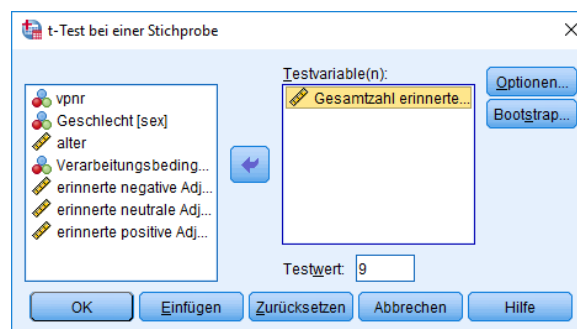 t-Test bei einer Stichprobe
vpnr
Geschlecht [sex]
alter
Verarbeitungsbeding...
erinnerte negative Adj...
erinnerte neutrale Adj...
erinnerte positive Adj...
Testvariable(n):
Gesamtzahl erinnerte...
Optionen...
Bootstrap...
Testwert: 9
OK Einfügen Zurücksetzen Abbrechen Hilfe